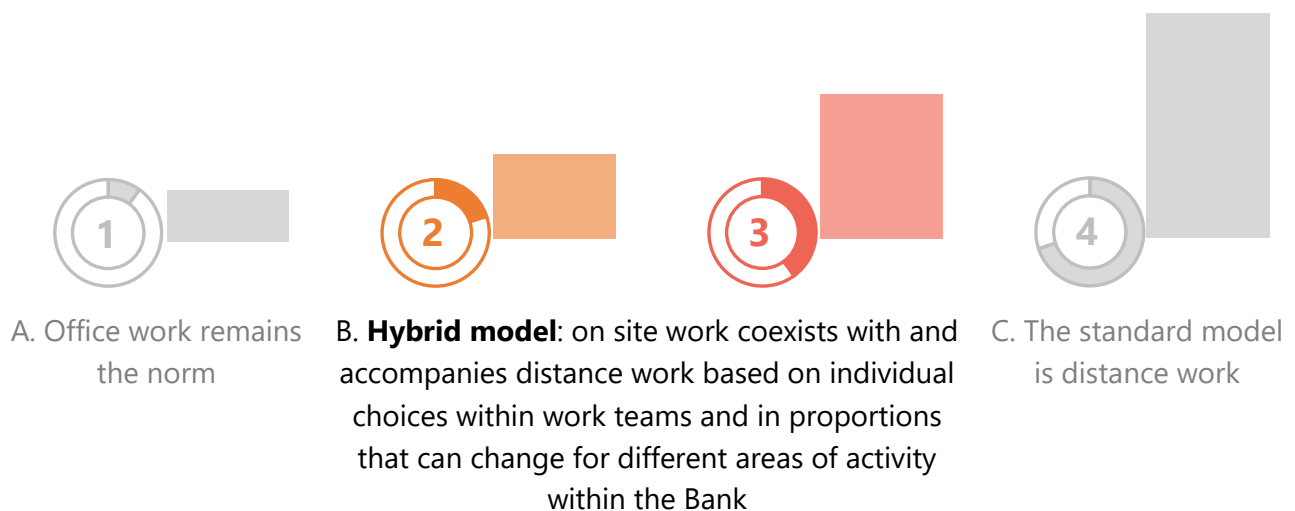 1
2
3
4
A. Office work remains
the norm
B. Hybrid model: on site work coexists with and
accompanies distance work based on individual
choices within work teams and in proportions
that can change for different areas of activity
within the Bank
C. The standard model
is distance work